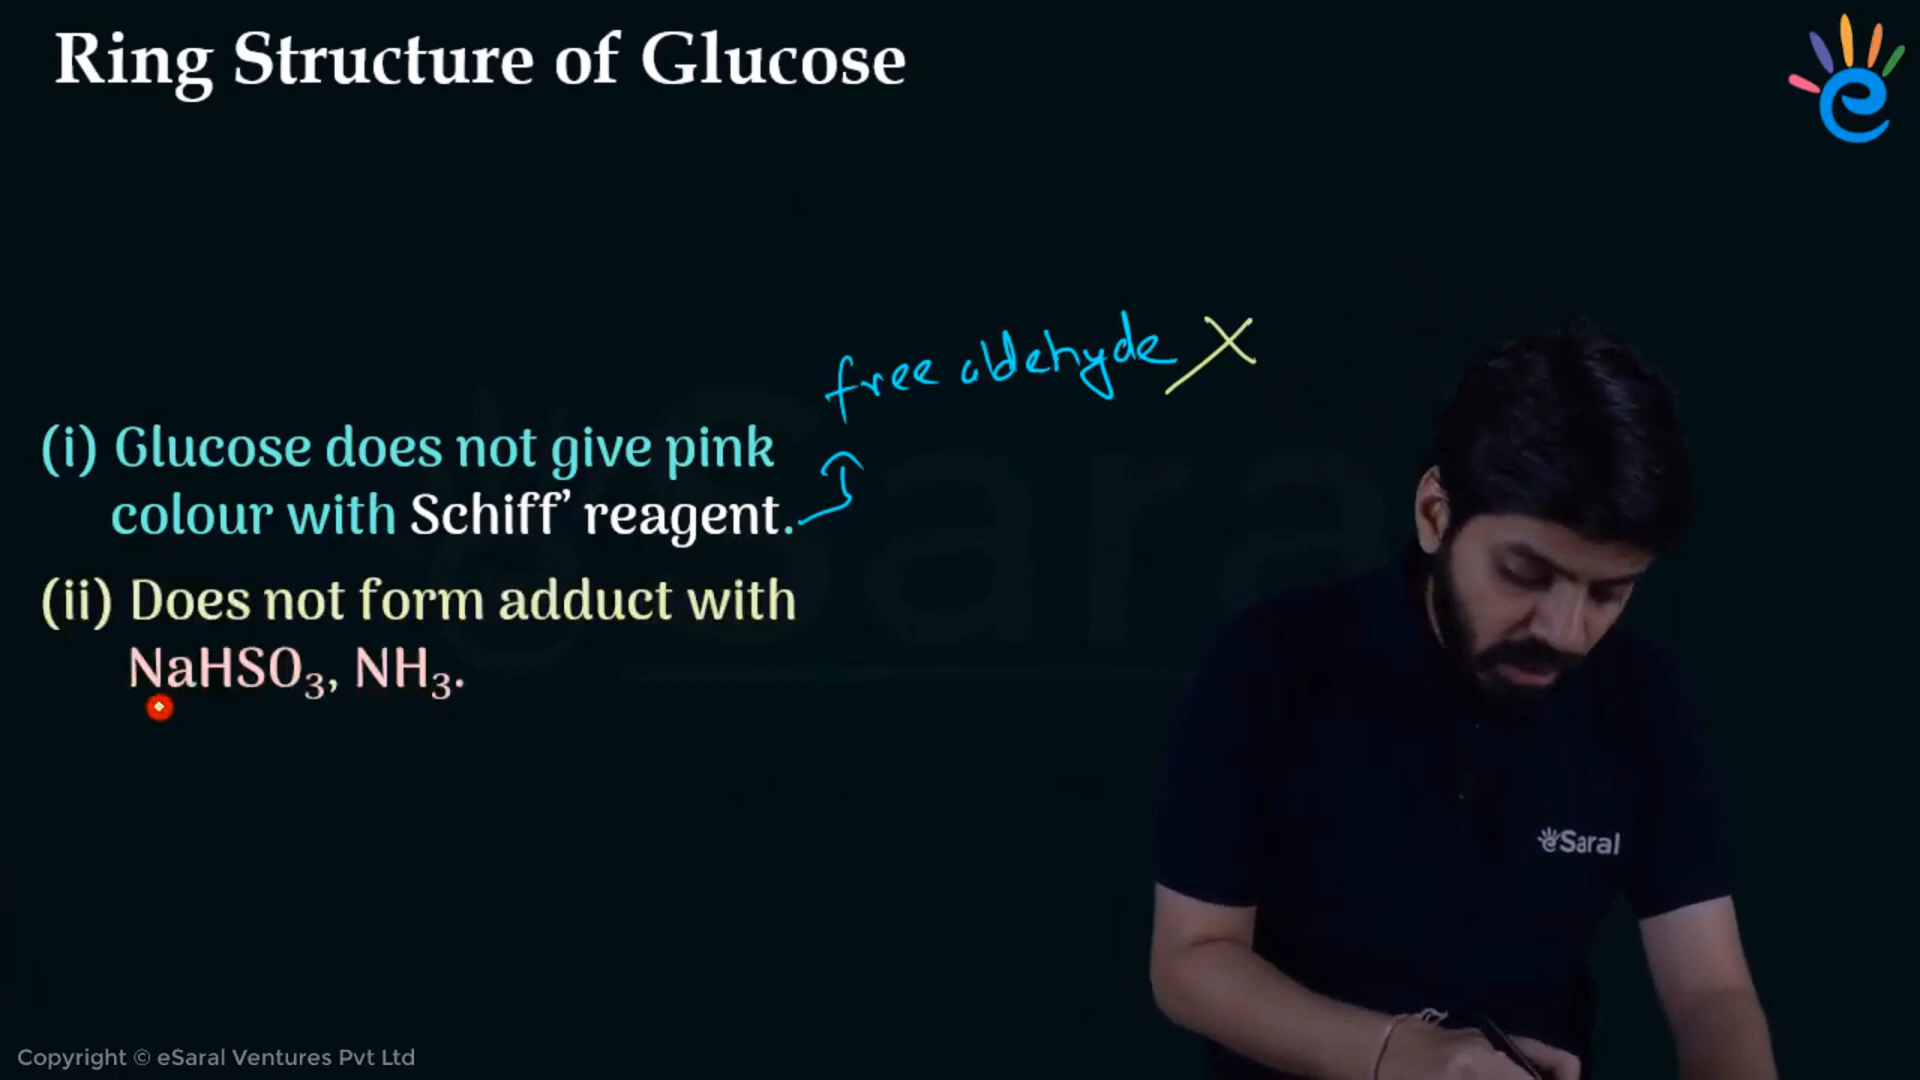 Ring Structure of Glucose
free aldehyde
(i) Glucose does not give pink
colour with Schiff’ reagent.
(ii) Does not form adduct with
NaHSO₃, NH₃.
eSaral
Copyright © eSaral Ventures Pvt Ltd